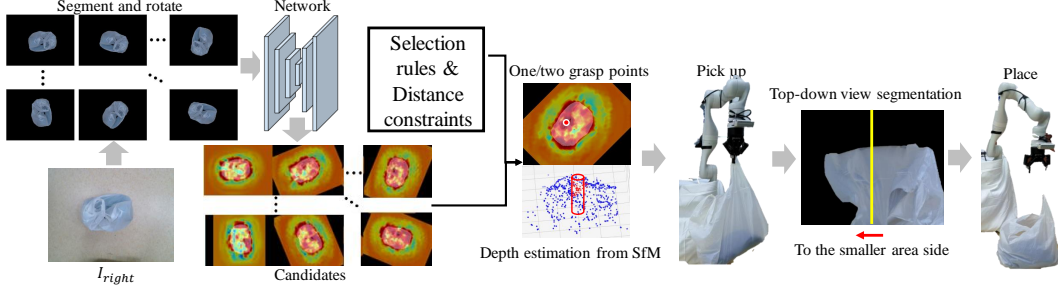 Segment and rotate
Network
Selection
rules &
Distance
constraints
One/two grasp points
Pick up
Top-down view segmentation
Place
Depth estimation from SfM
To the smaller area side
I_right
Candidates